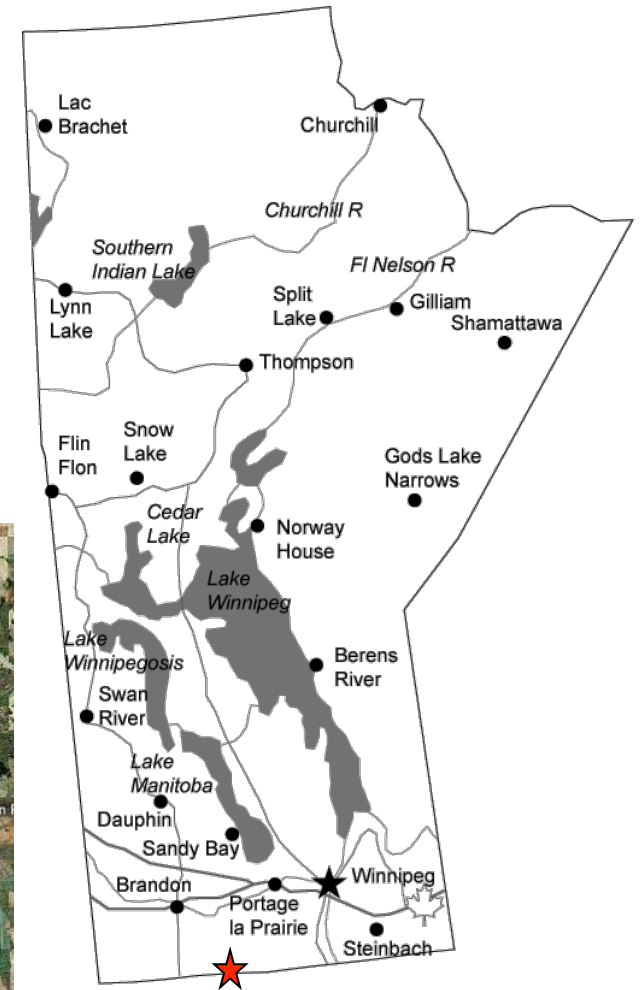 Lac
Brachet
Churchill
Churchill R
Southern
Indian Lake
Fl Nelson R
Lynn
Lake
Split
Lake
Gilliam
Shamattawa
Thompson
Flin
Flon
Snow
Lake
Gods Lake
Narrows
Cedar
Lake
Norway
House
Lake
Winnipeg
Lake
Winnipegosis
Berens
River
Swan
River
Lake
Manitoba
Dauphin
Sandy Bay
Brandon
Winnipeg
Portage
la Prairie
Steinbach